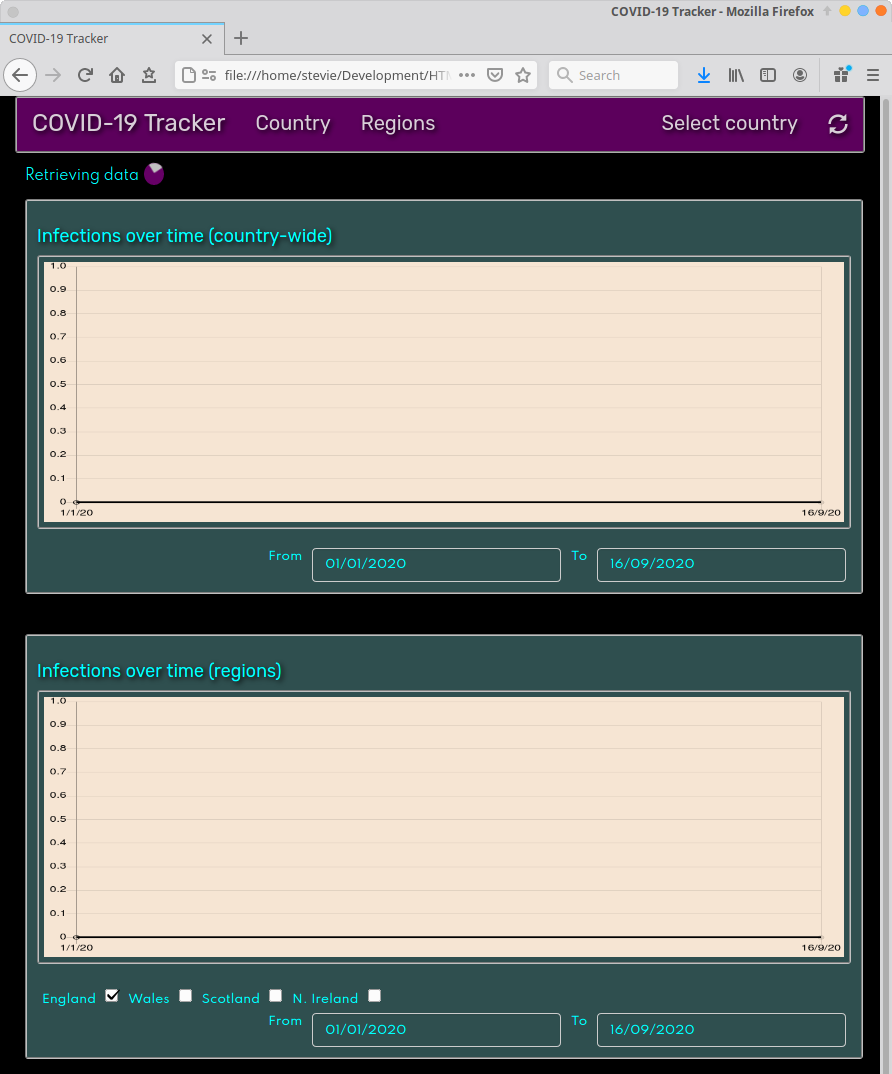 COVID-19 Tracker - Mozilla Firefox
COVID-19 Tracker
file:///home/stevie/Development/HT
Search
COVID-19 Tracker Country Regions Select country
Retrieving data
Infections over time (country-wide)
1.0
0.9
0.8
0.7
0.6
0.5
0.4
0.3
0.2
0.1
0
1/1/20 16/9/20
From 01/01/2020 To 16/09/2020
Infections over time (regions)
1.0
0.9
0.8
0.7
0.6
0.5
0.4
0.3
0.2
0.1
0
1/1/20 16/9/20
England Wales Scotland N. Ireland
From 01/01/2020 To 16/09/2020